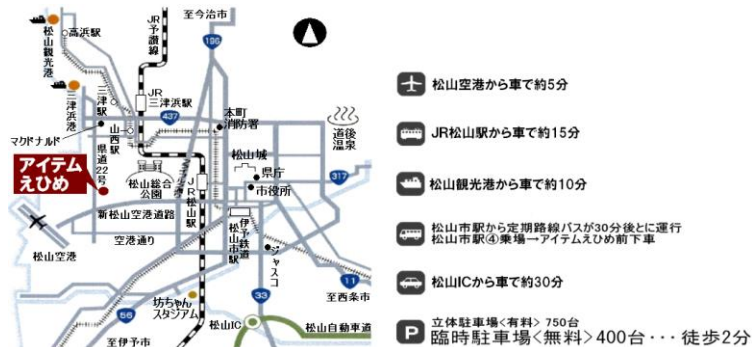 至今治市
高浜駅
松山観光港
JR予讃線
196
三津浜港
三津駅
JR三津浜駅
437
本町消防署
道後温泉
マクドナルド
山西駅
県道22号
アイテムえひめ
松山総合公園
JR松山駅
松山城
県庁
市役所
317
新松山空港道路
空港通り
松山空港
伊予鉄道松山市駅
ジャスコ
坊ちゃんスタジアム
11
至西条市
33
56
松山IC
松山自動車道
至伊予市
松山空港から車で約5分
JR松山駅から車で約15分
松山観光港から車で約10分
松山市駅から定期路線バスが30分後とに運行
松山市駅④乗場→アイテムえひめ前下車
松山ICから車で約30分
P
立体駐車場<有料> 750台
臨時駐車場<無料>400台・・・徒歩2分